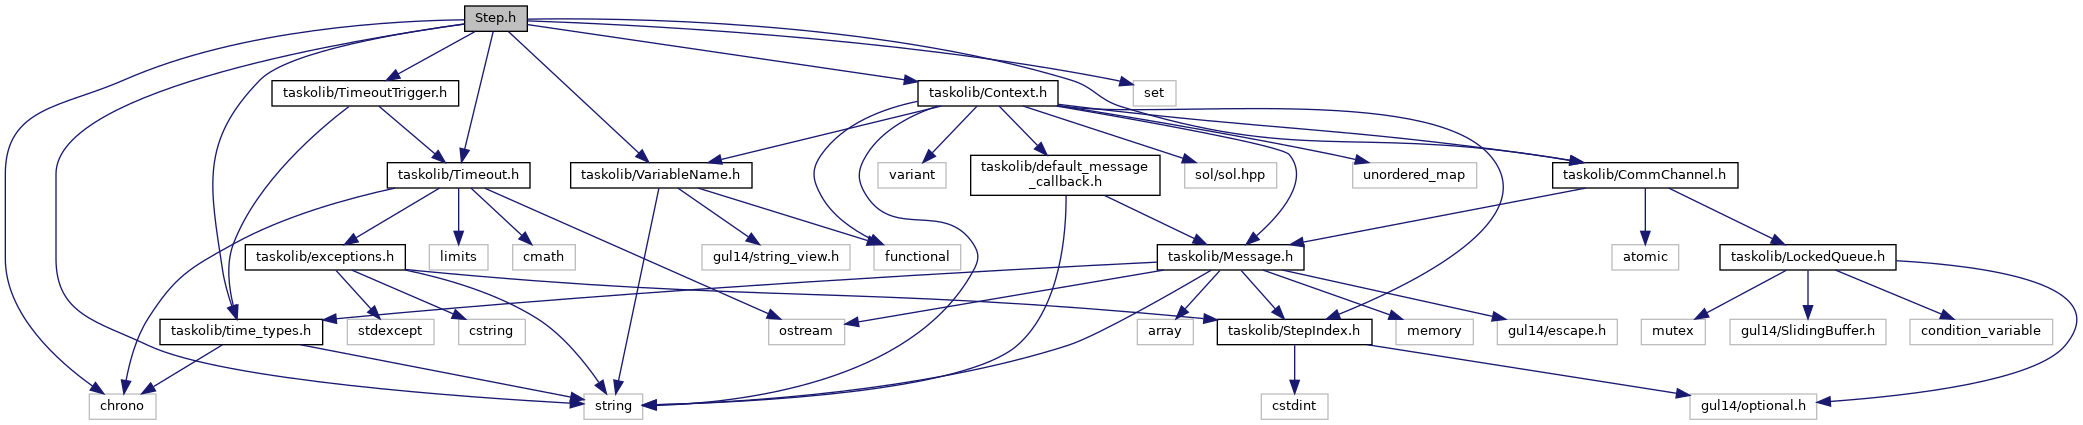 Step.h
taskolib/TimeoutTrigger.h
taskolib/Context.h
set
taskolib/Timeout.h
taskolib/VariableName.h
variant
taskolib/default_message
_callback.h
sol/sol.hpp
unordered_map
taskolib/CommChannel.h
taskolib/exceptions.h
limits
cmath
gul14/string_view.h
functional
taskolib/Message.h
atomic
taskolib/LockedQueue.h
taskolib/time_types.h
stdexcept
cstring
ostream
array
taskolib/StepIndex.h
memory
gul14/escape.h
mutex
gul14/SlidingBuffer.h
condition_variable
chrono
string
cstdint
gul14/optional.h